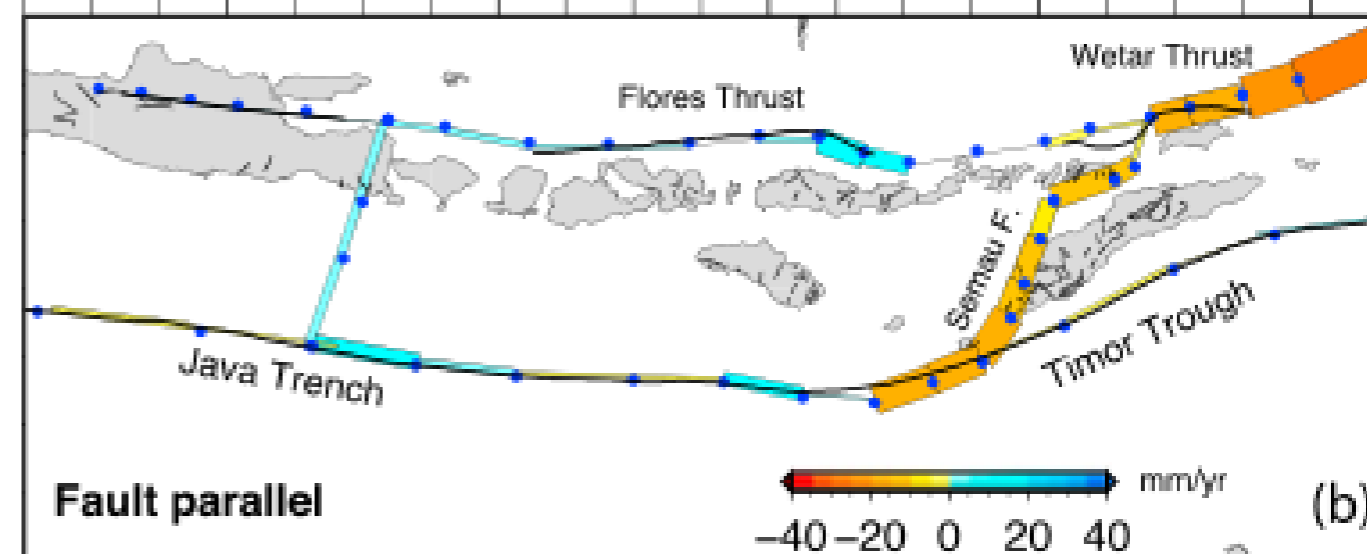 Wetar Thrust
Flores Thrust
Semau F.
Timor Trough
Java Trench
Fault parallel
mm/yr
(b)
−40 −20 0 20 40